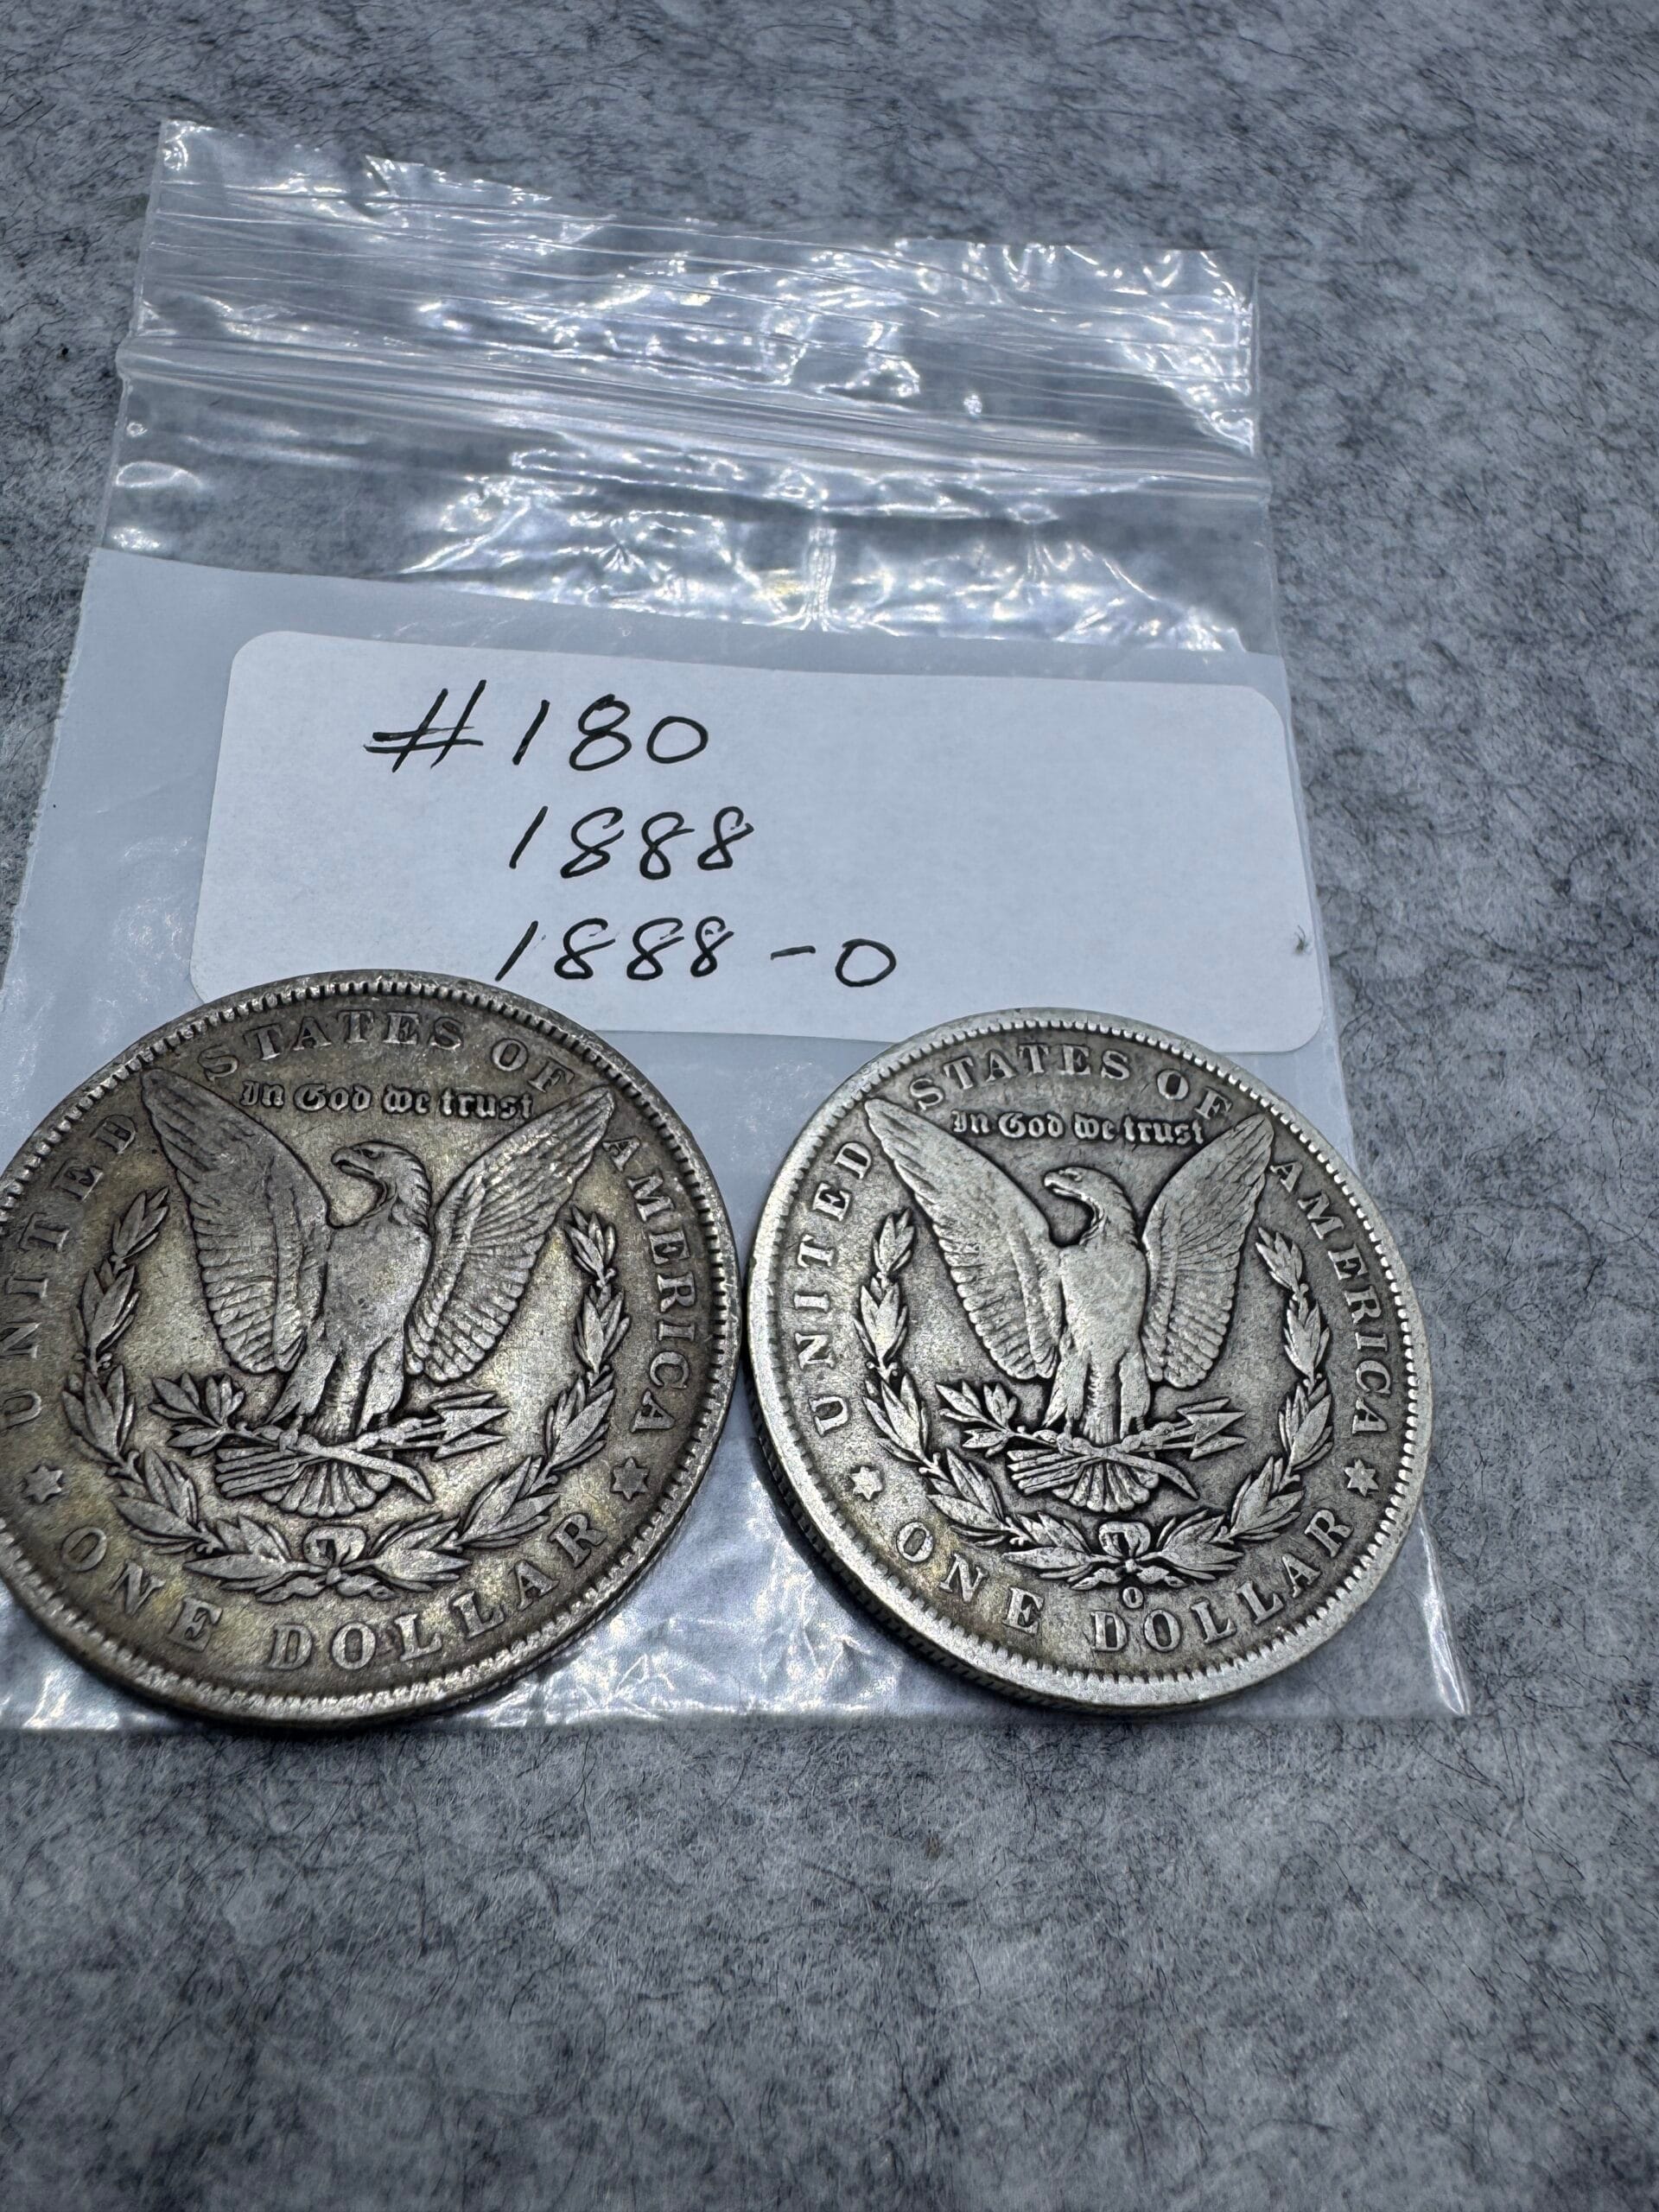 #180
1888
1888-0
UNITED STATES OF AMERICA
In God we trust
ONE DOLLAR
UNITED STATES OF AMERICA
In God we trust
O
ONE DOLLAR